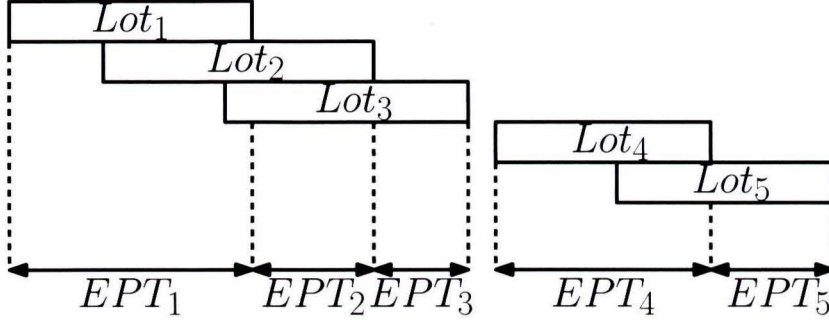 Lot₁
Lot₂
Lot₃
Lot₄
Lot₅
EPT₁ EPT₂ EPT₃ EPT₄ EPT₅